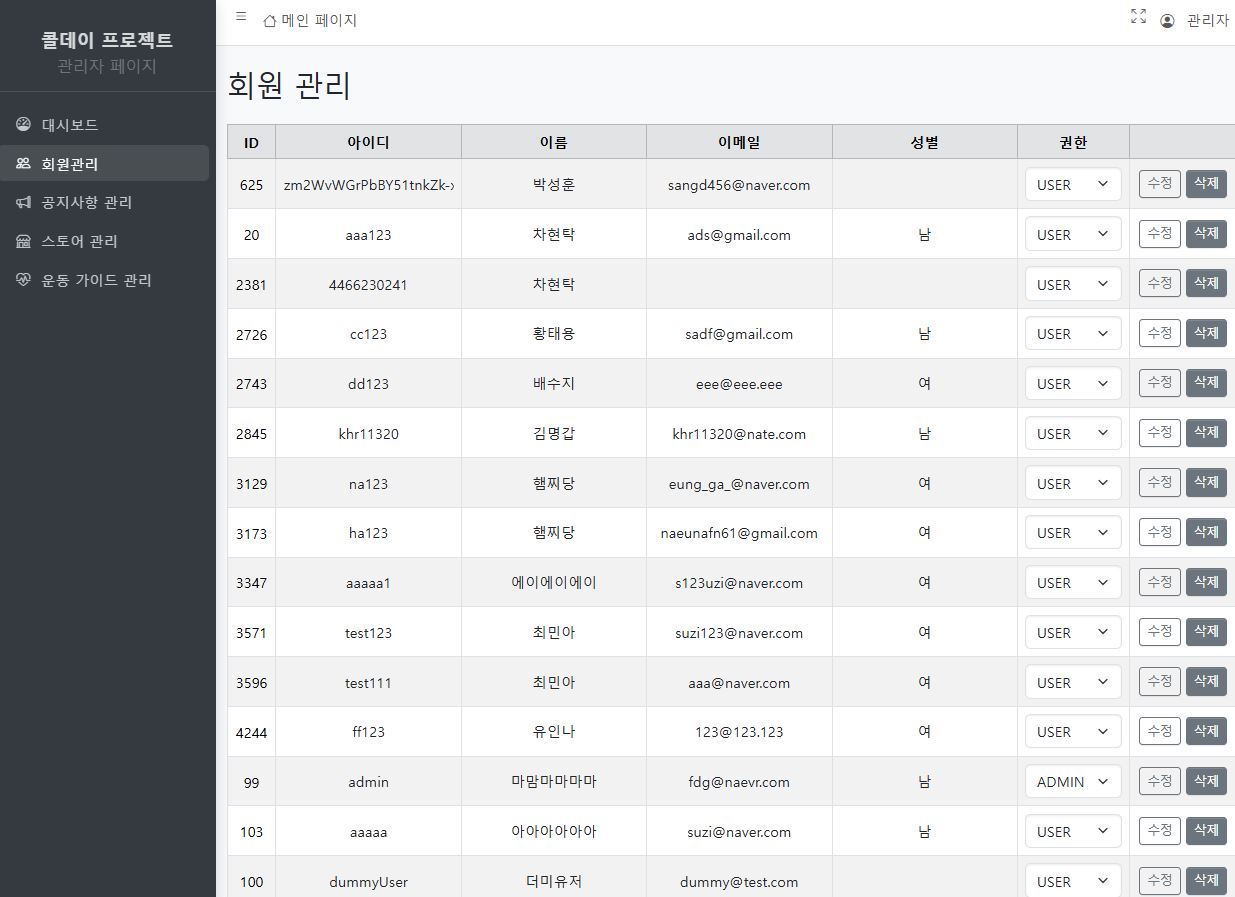 콜데이 프로젝트
관리자 페이지
대시보드
회원관리
공지사항 관리
스토어 관리
운동 가이드 관리
메인 페이지 관리자
회원 관리
ID 아이디 이름 이메일 성별 권한
625 zm2WvWGrPbBY51tnkZk- 박성훈 sangd456@naver.com USER 수정 삭제
20 aaa123 차현탁 ads@gmail.com 남 USER 수정 삭제
2381 4466230241 차현탁 USER 수정 삭제
2726 cc123 황태용 sadf@gmail.com 남 USER 수정 삭제
2743 dd123 배수지 eee@eee.eee 여 USER 수정 삭제
2845 khr11320 김명갑 khr11320@nate.com 남 USER 수정 삭제
3129 na123 햄찌당 eung_ga_@naver.com 여 USER 수정 삭제
3173 ha123 햄찌당 naeunafn61@gmail.com 여 USER 수정 삭제
3347 aaaaa1 에이에이에이 s123uzi@naver.com 여 USER 수정 삭제
3571 test123 최민아 suzi123@naver.com 여 USER 수정 삭제
3596 test111 최민아 aaa@naver.com 여 USER 수정 삭제
4244 ff123 유인나 123@123.123 여 USER 수정 삭제
99 admin 마맘마마마마 fdg@naevr.com 남 ADMIN 수정 삭제
103 aaaaa 아아아아아아 suzi@naver.com 남 USER 수정 삭제
100 dummyUser 더미유저 dummy@test.com USER 수정 삭제